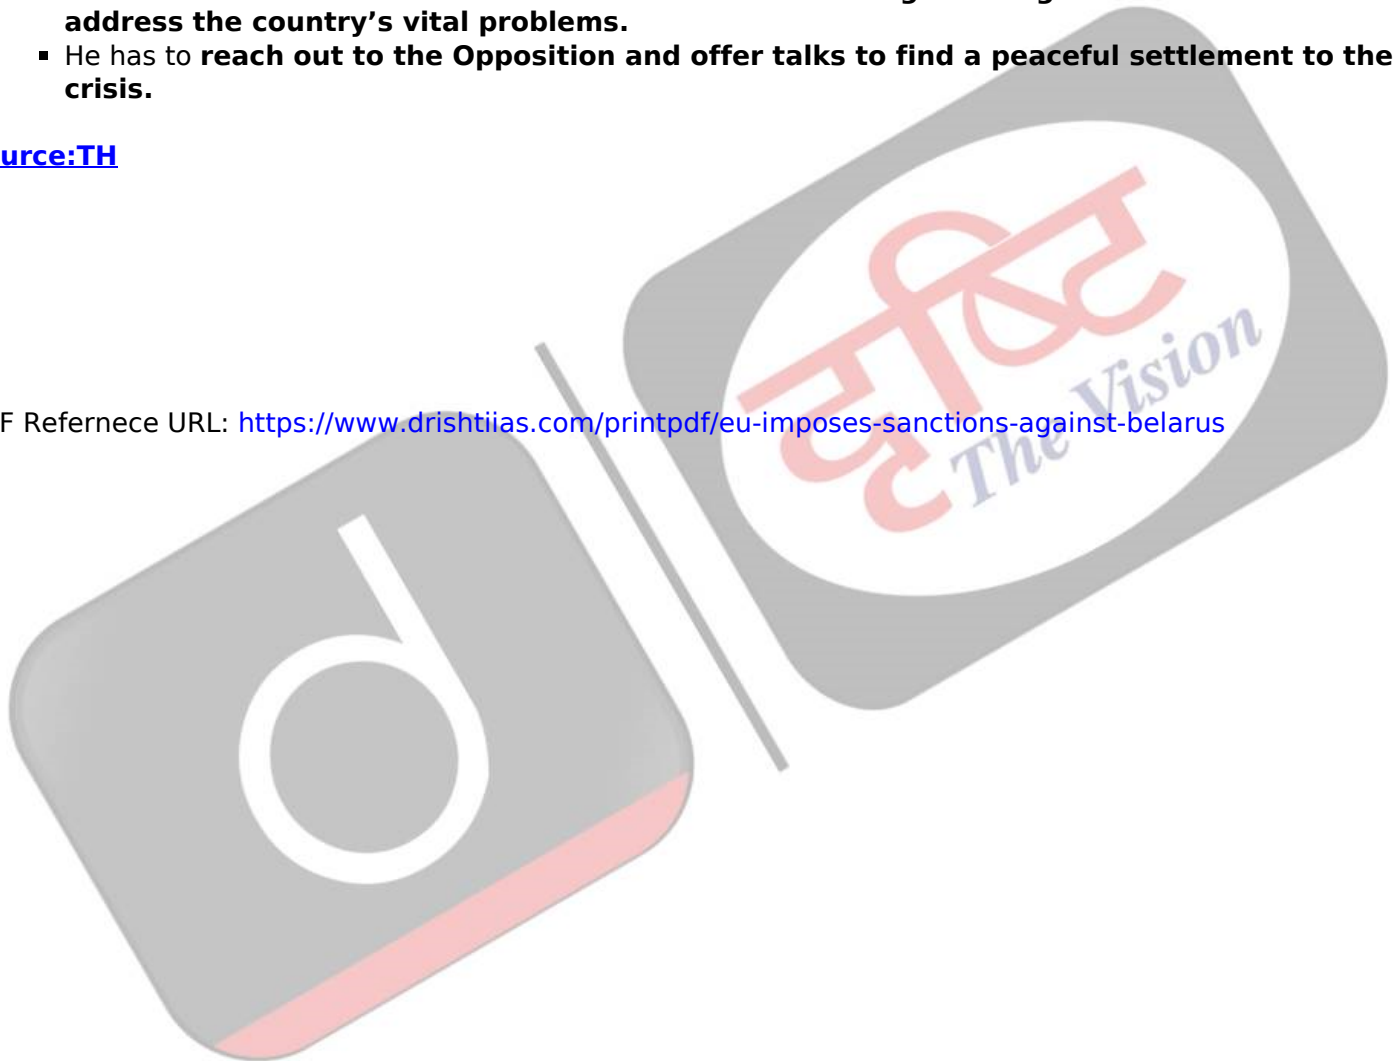 address the country's vital problems.
▪ He has to reach out to the Opposition and offer talks to find a peaceful settlement to the
crisis.
urce:TH
F Refernece URL: https://www.drishtiias.com/printpdf/eu-imposes-sanctions-against-belarus
दृष्टि
The Vision
d